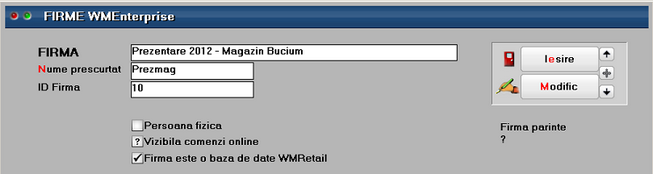 FIRME WMEnterprise
FIRMA Prezentare 2012 - Magazin Bucium
Nume prescurtat Prezmag
ID Firma 10
Iesire
Modific
Persoana fizica
? Vizibila comenzi online
Firma este o baza de date WMRetail
Firma parinte
?